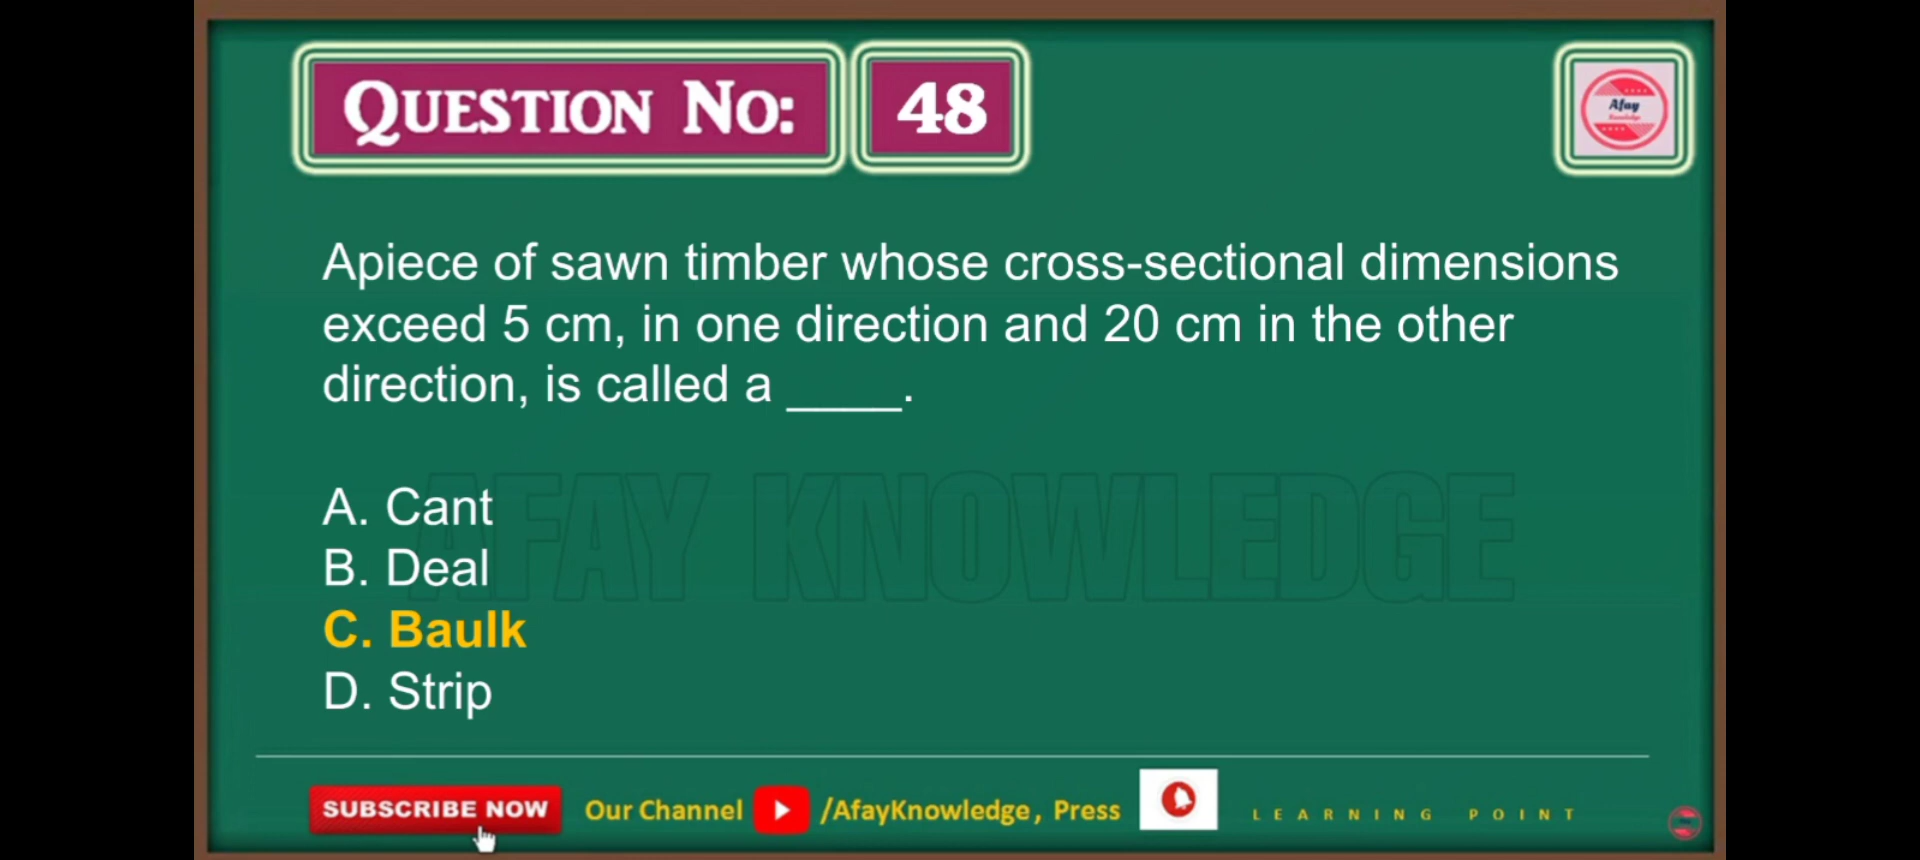 QUESTION NO: 48
Afay
Knowledge
Apiece of sawn timber whose cross-sectional dimensions
exceed 5 cm, in one direction and 20 cm in the other
direction, is called a ____.
AFAY KNOWLEDGE
A. Cant
B. Deal
C. Baulk
D. Strip
SUBSCRIBE NOW Our Channel /AfayKnowledge, Press LEARNING POINT